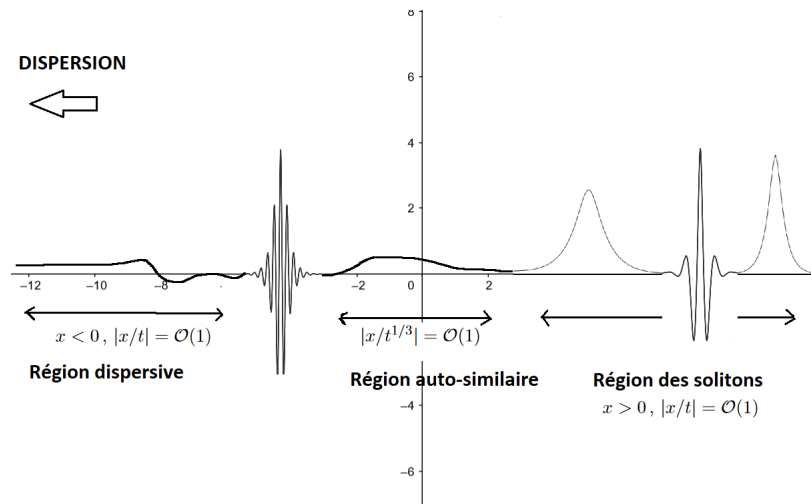 8
DISPERSION
6
4
2
−12
−10
−8
−6
−2
0
2
x < 0 , |x/t| = 𝒪(1)
|x/t^{1/3}| = 𝒪(1)
Région dispersive
Région auto-similaire
Région des solitons
x > 0 , |x/t| = 𝒪(1)
−4
−6